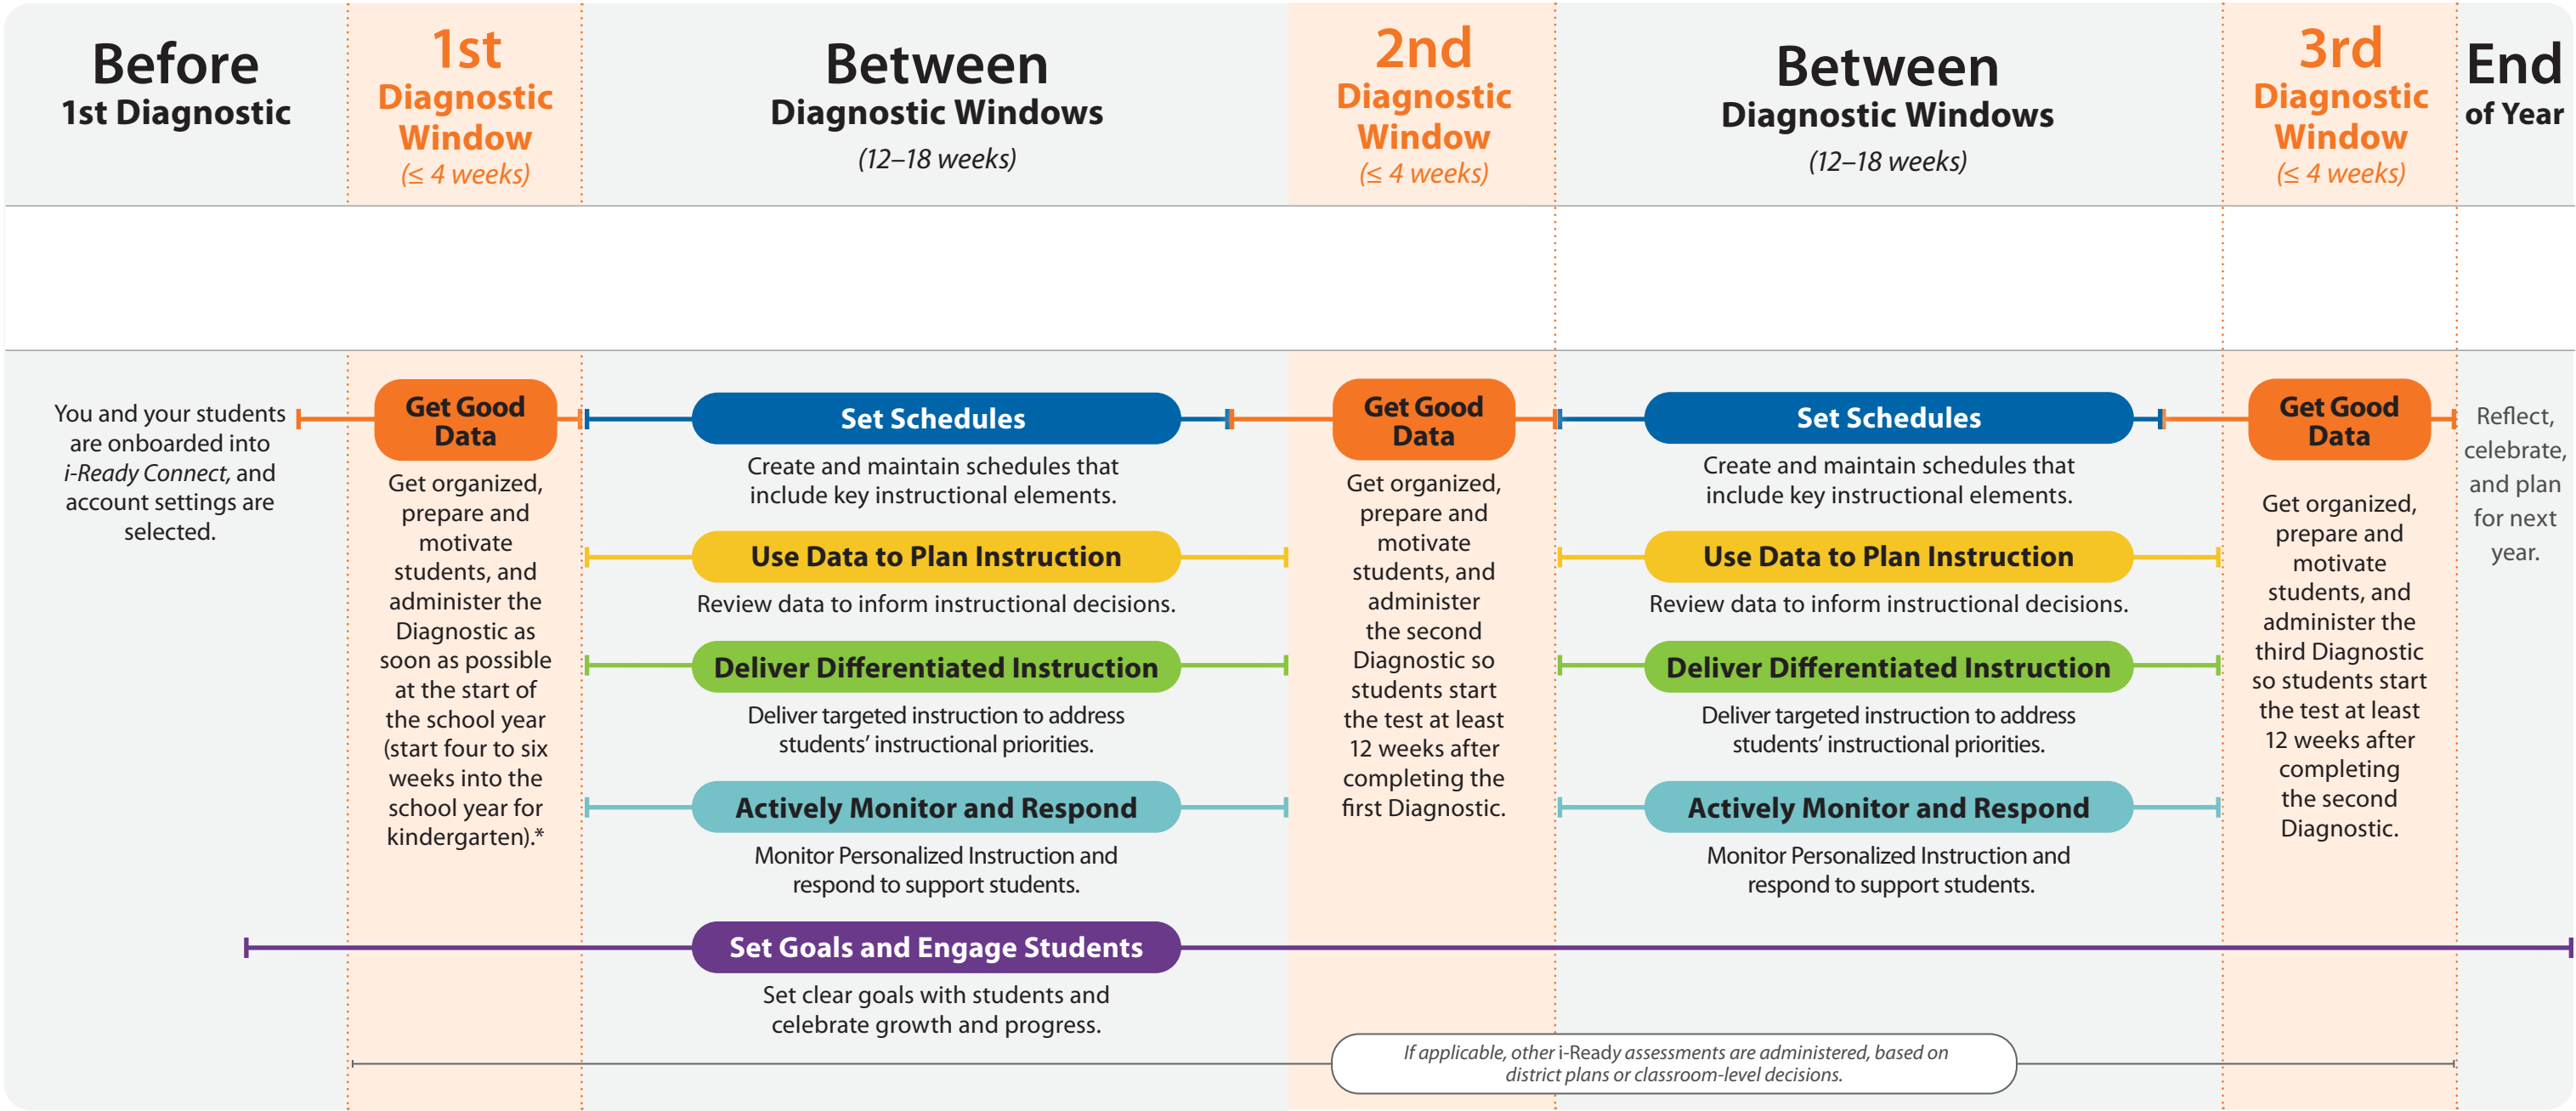 Before
1st Diagnostic
1st
Diagnostic
Window
(≤ 4 weeks)
Between
Diagnostic Windows
(12–18 weeks)
2nd
Diagnostic
Window
(≤ 4 weeks)
Between
Diagnostic Windows
(12–18 weeks)
3rd
Diagnostic
Window
(≤ 4 weeks)
End
of Year
You and your students
are onboarded into
i-Ready Connect, and
account settings are
selected.
Get Good
Data
Get organized,
prepare and
motivate
students, and
administer the
Diagnostic as
soon as possible
at the start of
the school year
(start four to six
weeks into the
school year for
kindergarten).*
Set Schedules
Create and maintain schedules that
include key instructional elements.
Use Data to Plan Instruction
Review data to inform instructional decisions.
Deliver Differentiated Instruction
Deliver targeted instruction to address
students’ instructional priorities.
Actively Monitor and Respond
Monitor Personalized Instruction and
respond to support students.
Set Goals and Engage Students
Set clear goals with students and
celebrate growth and progress.
Get Good
Data
Get organized,
prepare and
motivate
students, and
administer
the second
Diagnostic so
students start
the test at least
12 weeks after
completing the
first Diagnostic.
Set Schedules
Create and maintain schedules that
include key instructional elements.
Use Data to Plan Instruction
Review data to inform instructional decisions.
Deliver Differentiated Instruction
Deliver targeted instruction to address
students’ instructional priorities.
Actively Monitor and Respond
Monitor Personalized Instruction and
respond to support students.
Get Good
Data
Get organized,
prepare and
motivate
students, and
administer the
third Diagnostic
so students start
the test at least
12 weeks after
completing
the second
Diagnostic.
Reflect,
celebrate,
and plan
for next
year.
If applicable, other i-Ready assessments are administered, based on
district plans or classroom-level decisions.